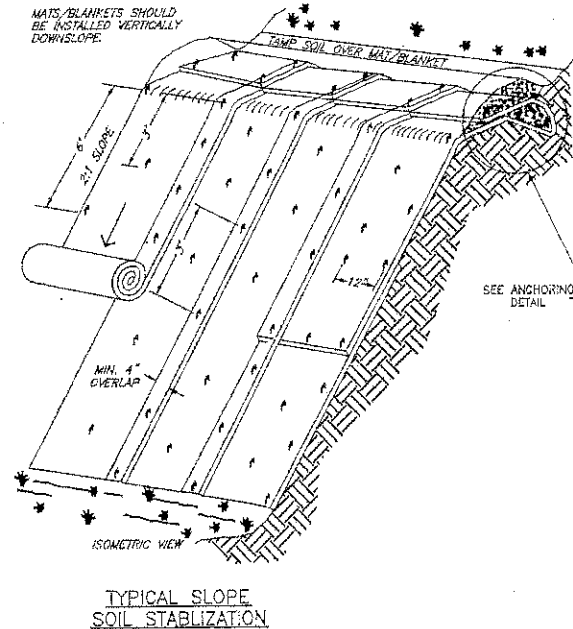 MATS/BLANKETS SHOULD
BE INSTALLED VERTICALLY
DOWNSLOPE.
TAMP SOIL OVER MAT/BLANKET
6'
3'
2:1 SLOPE
3'
12"
SEE ANCHORING
DETAIL
MIN. 4"
OVERLAP
ISOMETRIC VIEW
TYPICAL SLOPE
SOIL STABLIZATION